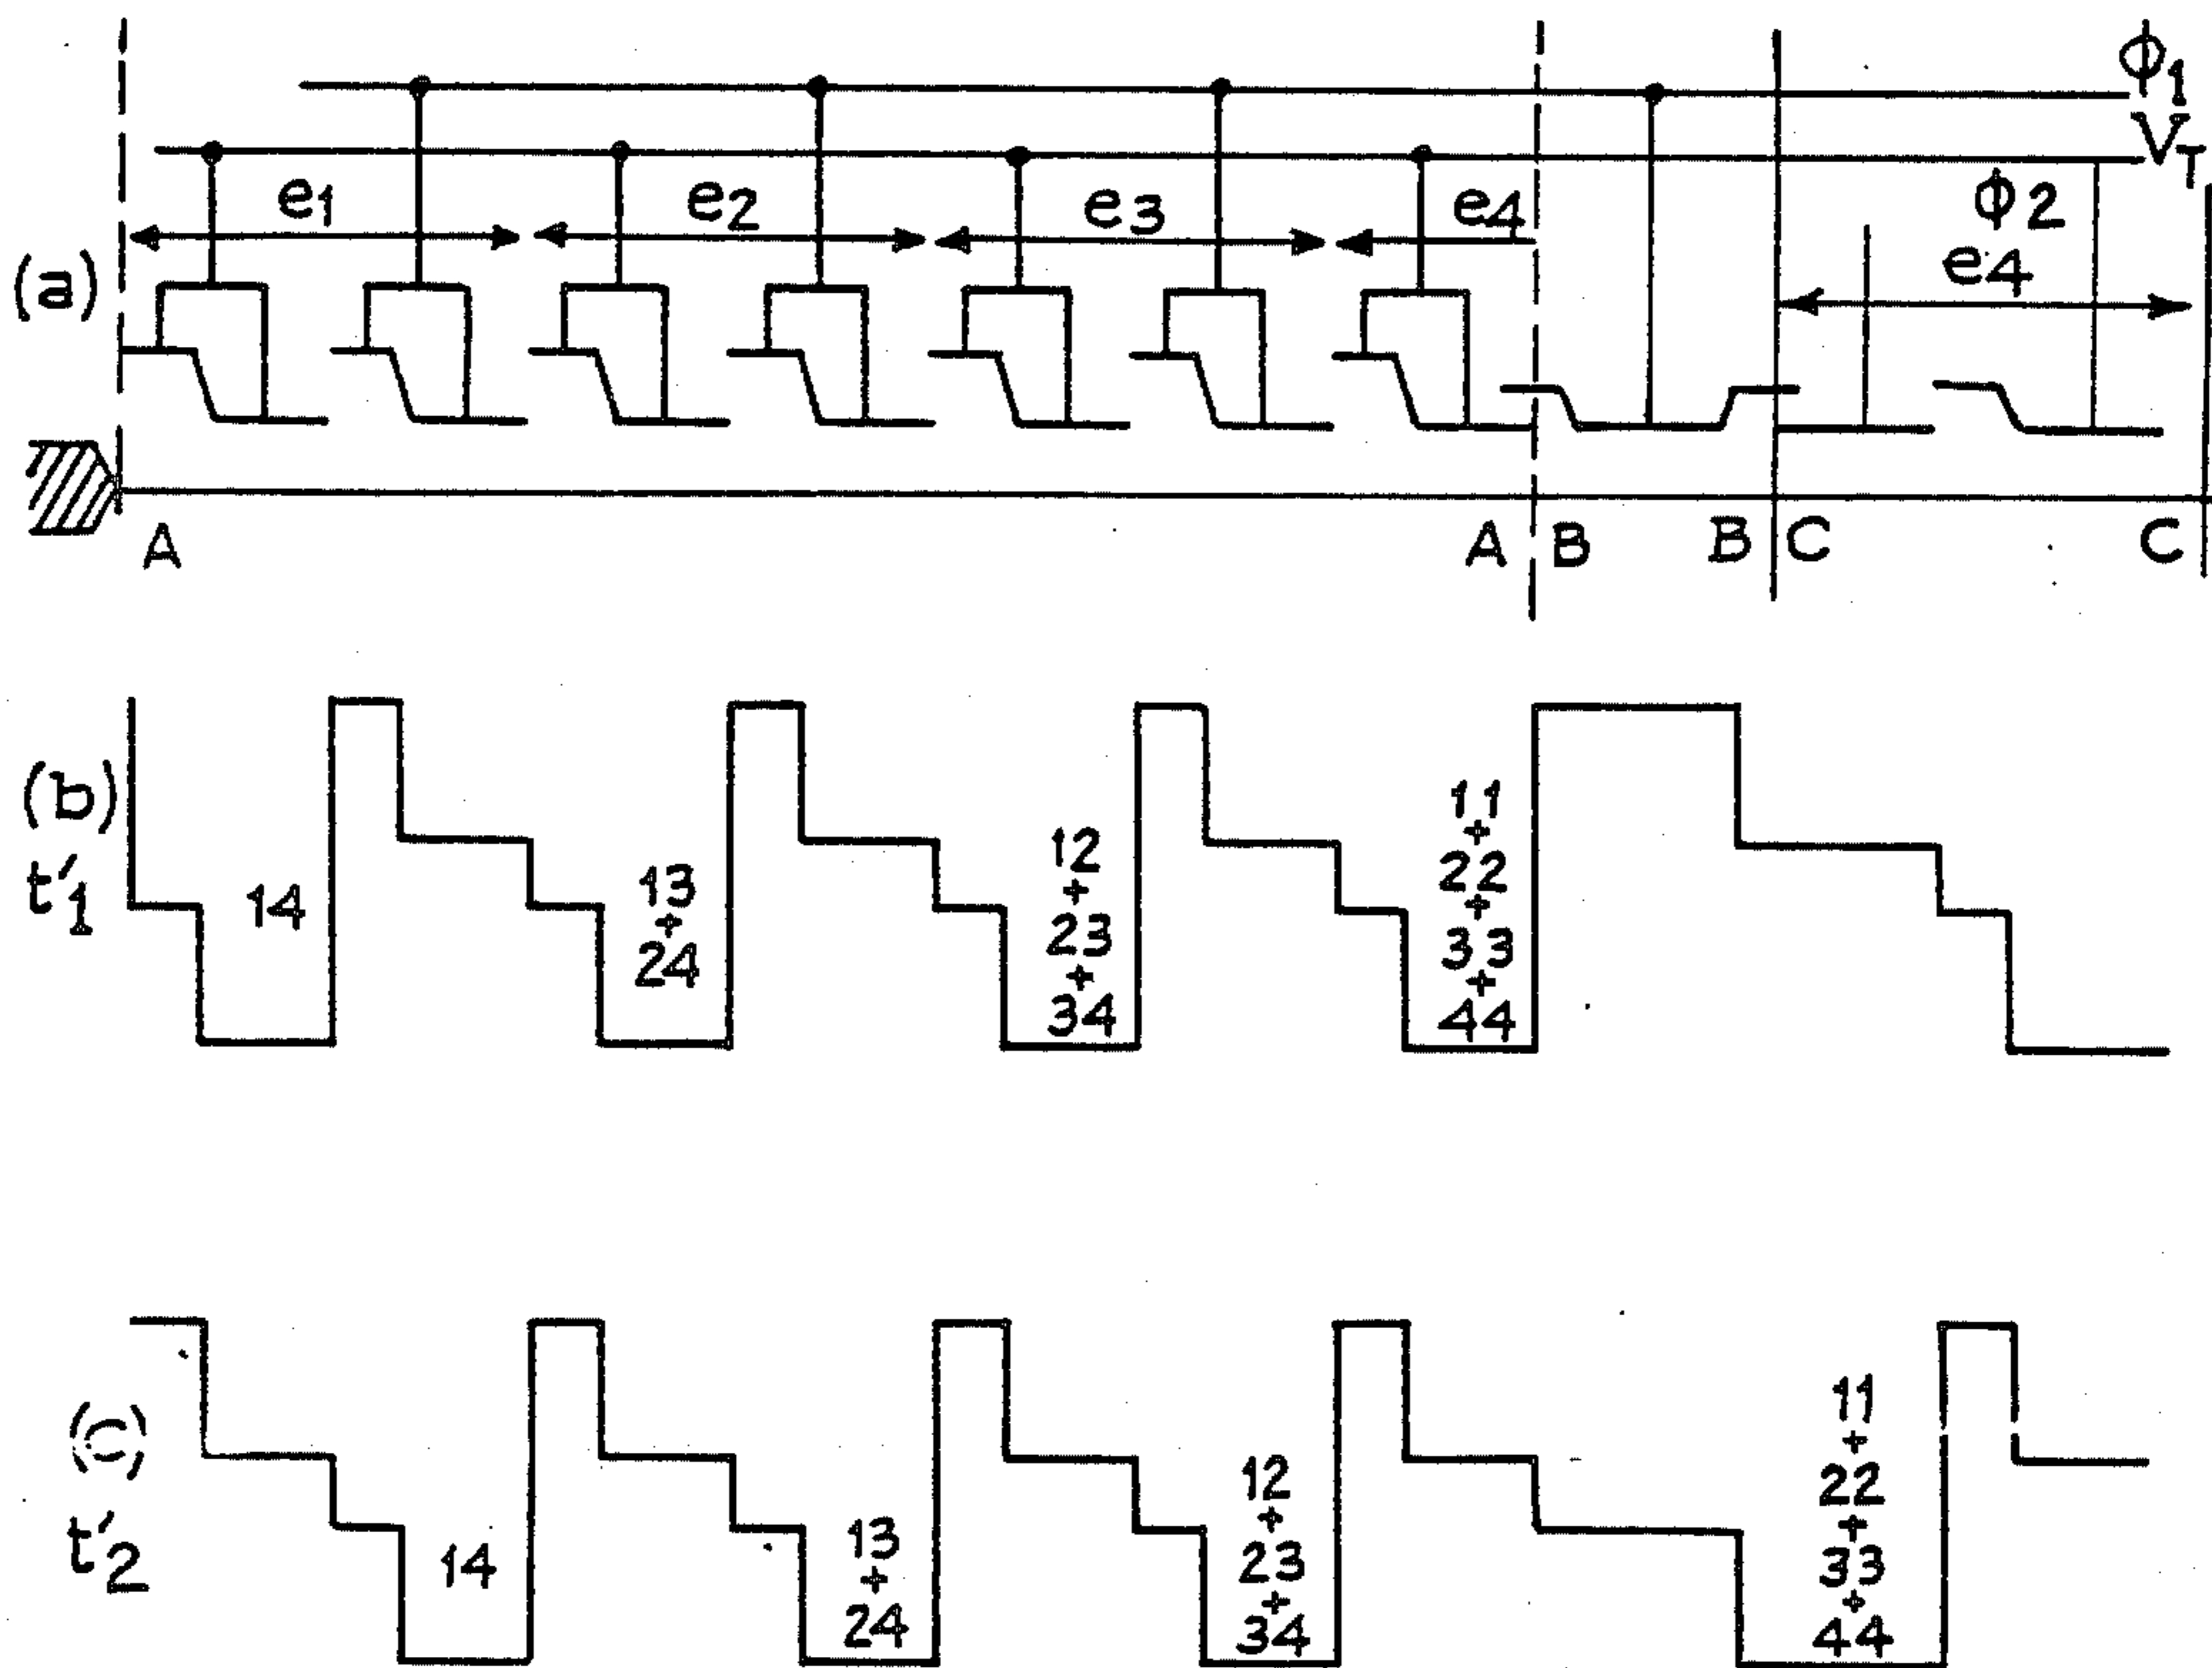 ϕ1
VT
e1
e2
e3
e4
ϕ2
e4
(a)
A
A
B
B
C
C
(b)
t'1
14
13
+
24
12
+
23
+
34
11
+
22
+
33
+
44
(c)
t'2
14
13
+
24
12
+
23
+
34
11
+
22
+
33
+
44